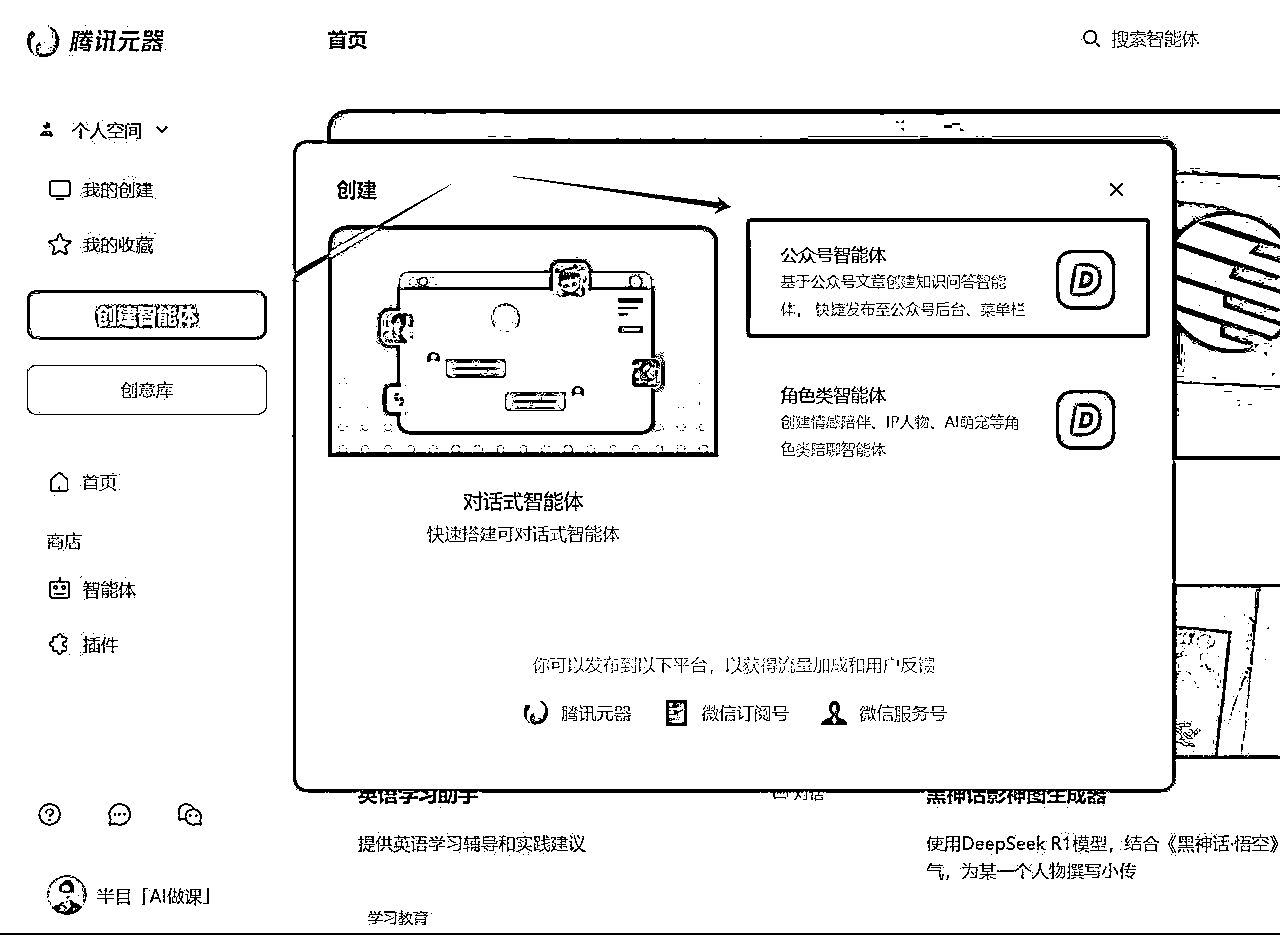 腾讯元器
首页
搜索智能体
个人空间
我的创建
我的收藏
创建智能体
创意库
首页
商店
智能体
插件
半目「AI做课」
创建
对话式智能体
快速搭建可对话式智能体
公众号智能体
基于公众号文章创建知识问答智能
体，快捷发布至公众号后台、菜单栏
角色类智能体
创建情感陪伴、IP人物、AI萌宠等角
色类陪聊智能体
你可以发布到以下平台，以获得流量加成和用户反馈
腾讯元器
微信订阅号
微信服务号
英语学习助手
对话
提供英语学习辅导和实践建议
学习教育
黑神话影神图生成器
使用DeepSeek R1模型，结合《黑神话·悟空》
气，为某一个人物撰写小传